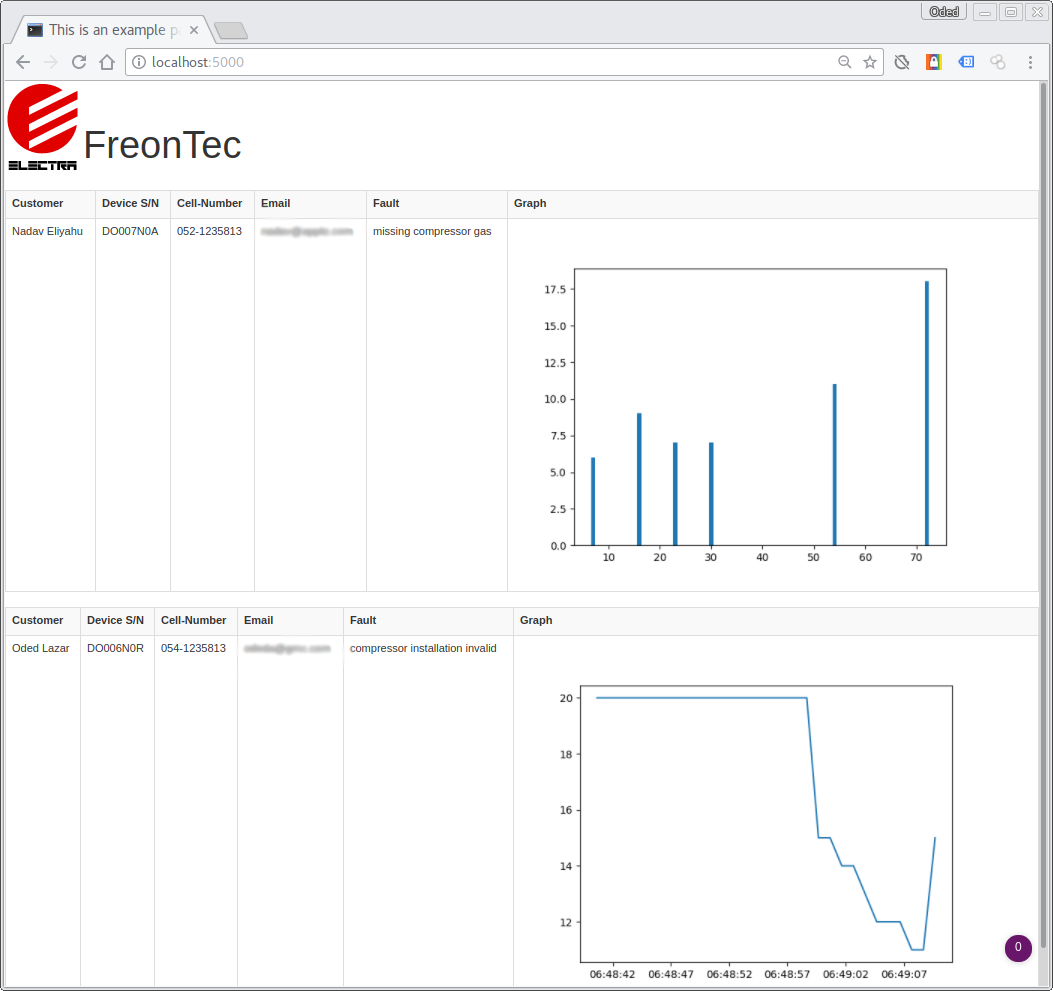 Oded
This is an example p
localhost:5000
ELECTRA
FreonTec
Customer Device S/N Cell-Number Email Fault Graph
Nadav Eliyahu DO007N0A 052-1235813 missing compressor gas
17.5
15.0
12.5
10.0
7.5
5.0
2.5
0.0
10 20 30 40 50 60 70
Customer Device S/N Cell-Number Email Fault Graph
Oded Lazar DO006N0R 054-1235813 compressor installation invalid
20
18
16
14
12
0
06:48:42 06:48:47 06:48:52 06:48:57 06:49:02 06:49:07